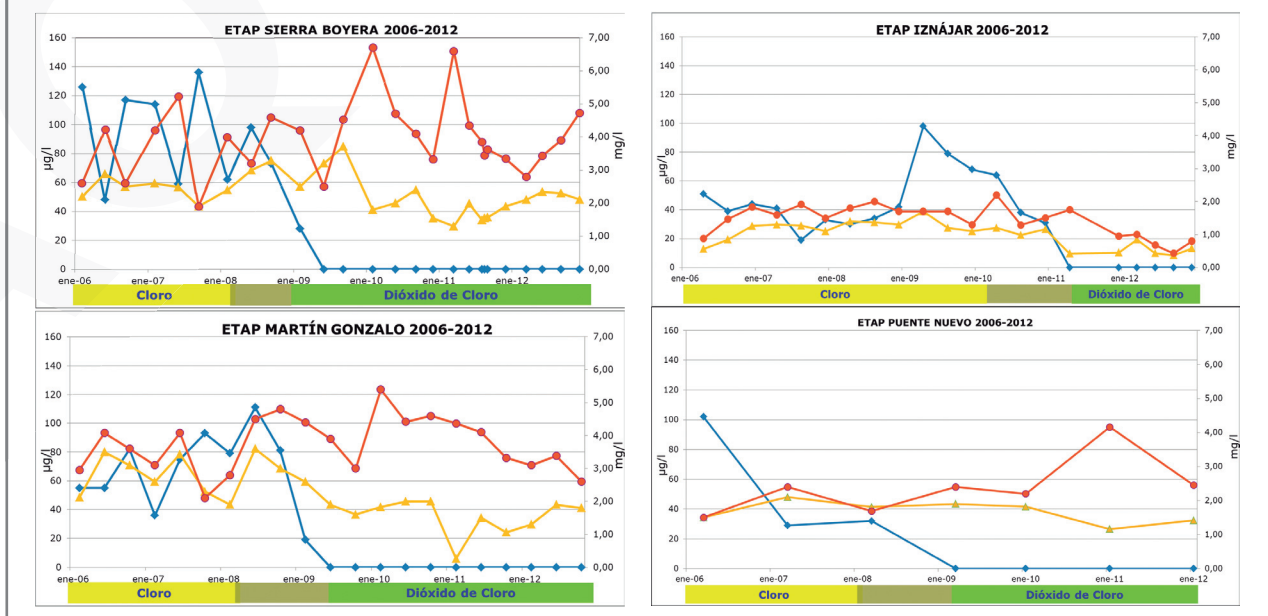 ETAP SIERRA BOYERA 2006-2012
160
140
120
100
80
60
40
20
0
µg/l
7,00
6,00
5,00
4,00
3,00
2,00
1,00
0,00
mg/l
ene-06
ene-07
ene-08
ene-09
ene-10
ene-11
ene-12
Cloro
Dióxido de Cloro
ETAP IZNÁJAR 2006-2012
160
140
120
100
80
60
40
20
0
µg/l
7,00
6,00
5,00
4,00
3,00
2,00
1,00
0,00
mg/l
ene-06
ene-07
ene-08
ene-09
ene-10
ene-11
ene-12
Cloro
Dióxido de Cloro
ETAP MARTÍN GONZALO 2006-2012
160
140
120
100
80
60
40
20
0
µg/l
7,00
6,00
5,00
4,00
3,00
2,00
1,00
0,00
mg/l
ene-06
ene-07
ene-08
ene-09
ene-10
ene-11
ene-12
Cloro
Dióxido de Cloro
ETAP PUENTE NUEVO 2006-2012
160
140
120
100
80
60
40
20
0
µg/l
7,00
6,00
5,00
4,00
3,00
2,00
1,00
0,00
mg/l
ene-06
ene-07
ene-08
ene-09
ene-10
ene-11
ene-12
Cloro
Dióxido de Cloro